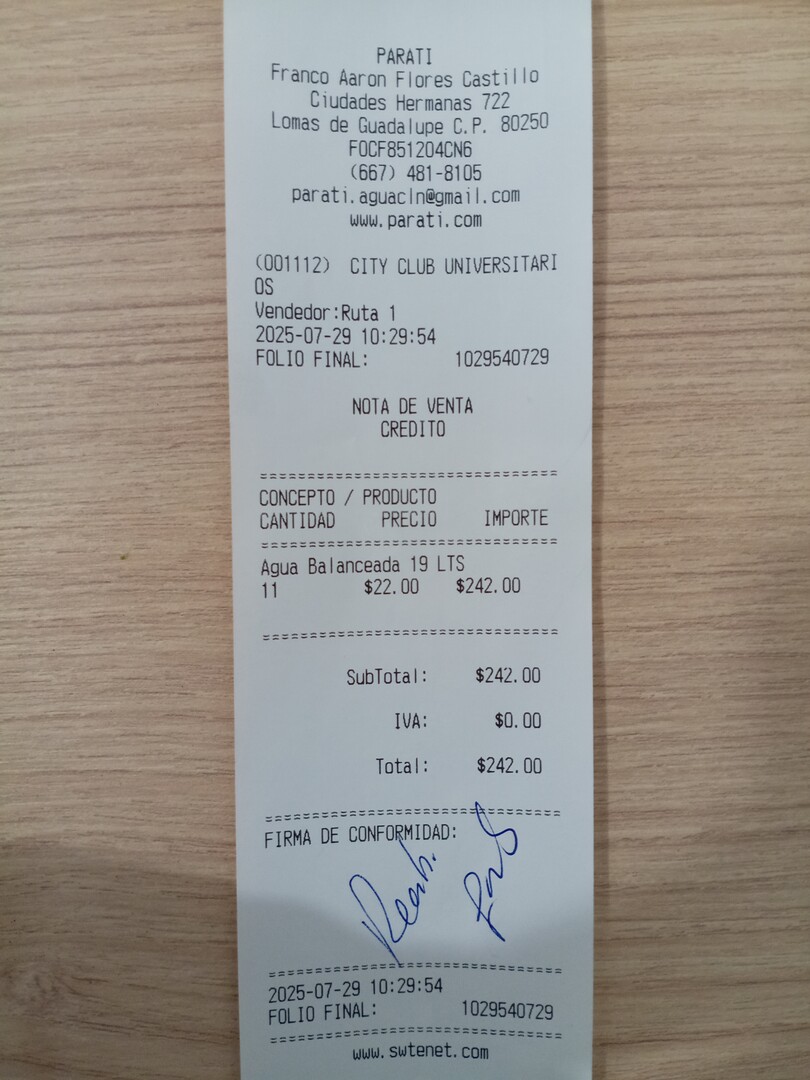 PARATI
Franco Aaron Flores Castillo
Ciudades Hermanas 722
Lomas de Guadalupe C.P. 80250
FOCF851204CN6
(667) 481-8105
parati.aguacln@gmail.com
www.parati.com
(001112) CITY CLUB UNIVERSITARI
OS
Vendedor:Ruta 1
2025-07-29 10:29:54
FOLIO FINAL: 1029540729
NOTA DE VENTA
CREDITO
================================
CONCEPTO / PRODUCTO
CANTIDAD PRECIO IMPORTE
================================
Agua Balanceada 19 LTS
11 $22.00 $242.00
================================
SubTotal: $242.00
IVA: $0.00
Total: $242.00
================================
FIRMA DE CONFORMIDAD:
================================
2025-07-29 10:29:54
FOLIO FINAL: 1029540729
================================
www.swtenet.com